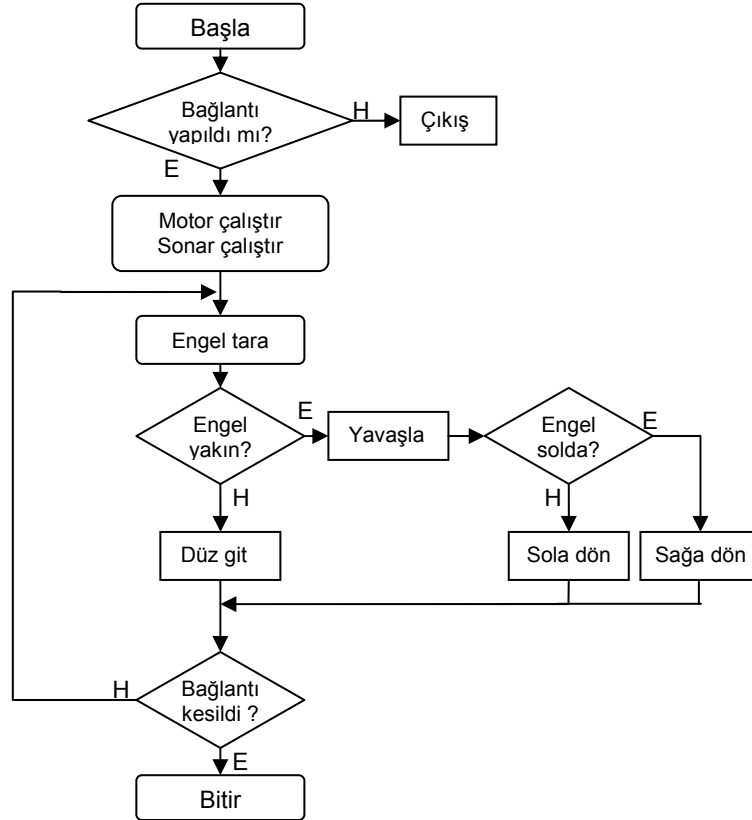 Başla
Bağlantı
yapıldı mı?
H
Çıkış
E
Motor çalıştır
Sonar çalıştır
Engel tara
Engel
yakın?
E
Yavaşla
Engel
solda?
E
H
H
Düz git
Sola dön
Sağa dön
Bağlantı
kesildi ?
H
E
Bitir